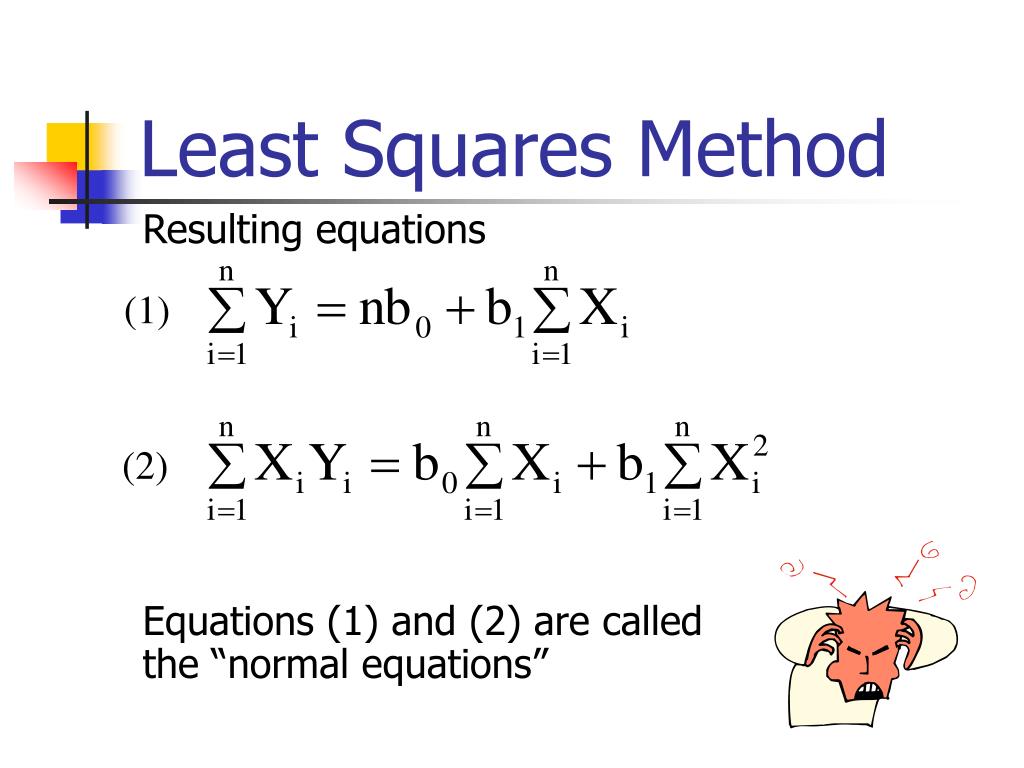 Least Squares Method
Resulting equations
(1) $\sum_{i=1}^{n} Y_i = nb_0 + b_1 \sum_{i=1}^{n} X_i$
(2) $\sum_{i=1}^{n} X_i Y_i = b_0 \sum_{i=1}^{n} X_i + b_1 \sum_{i=1}^{n} X_i^2$
Equations (1) and (2) are called
the “normal equations”